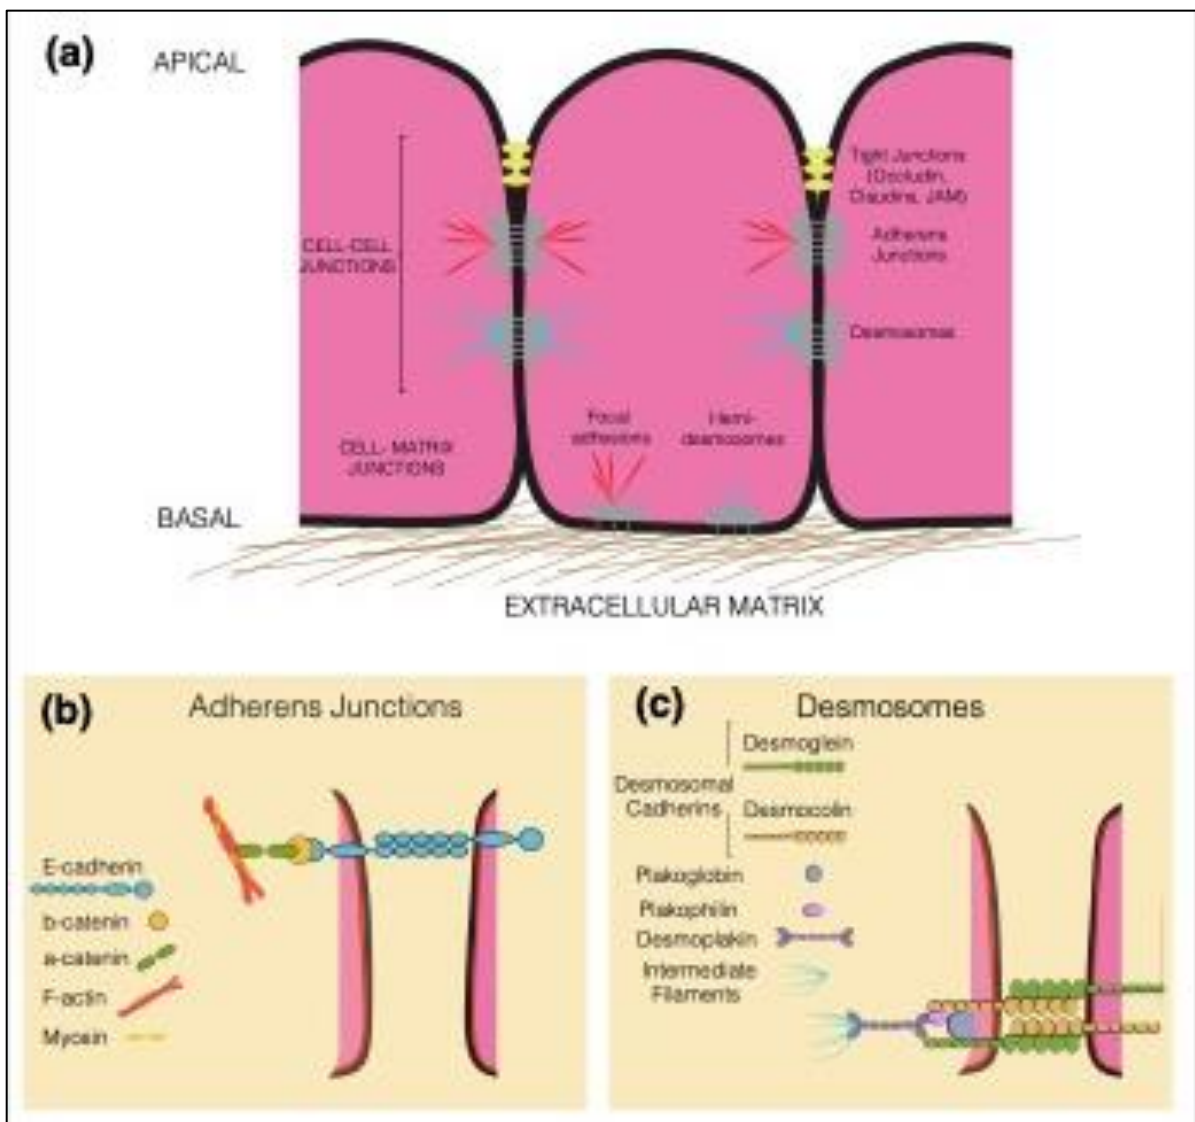 (a)
APICAL
Tight Junctions
(Occludin,
Claudins, JAM)
CELL-CELL
JUNCTIONS
Adherens
Junctions
Desmosomes
Focal
adhesions
Hemi-
desmosomes
CELL- MATRIX
JUNCTIONS
BASAL
EXTRACELLULAR MATRIX
(b)
Adherens Junctions
E-cadherin
b-catenin
a-catenin
F-actin
Myosin
(c)
Desmosomes
Desmoglein
Desmosomal
Cadherins
Desmocolin
Plakoglobin
Plakophilin
Desmoplakin
Intermediate
Filaments